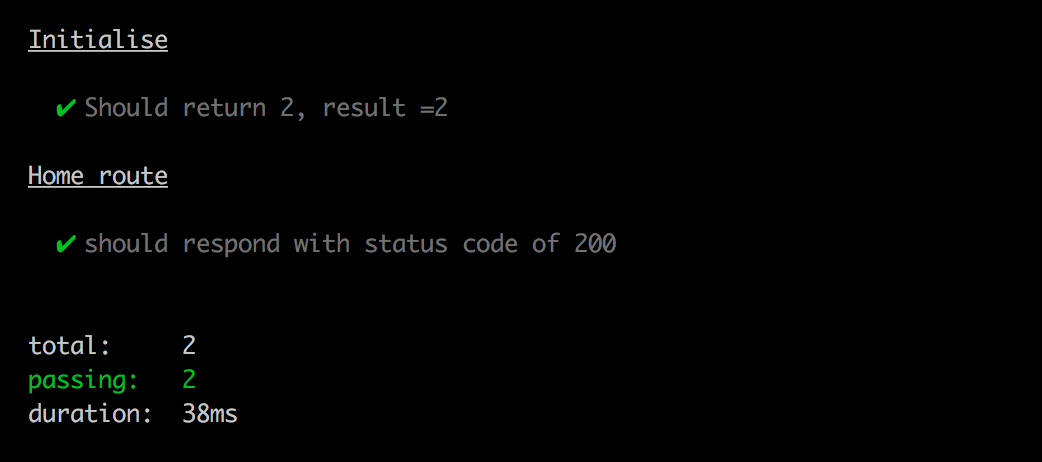 Initialise
✔ Should return 2, result =2
Home route
✔ should respond with status code of 200
total: 2
passing: 2
duration: 38ms